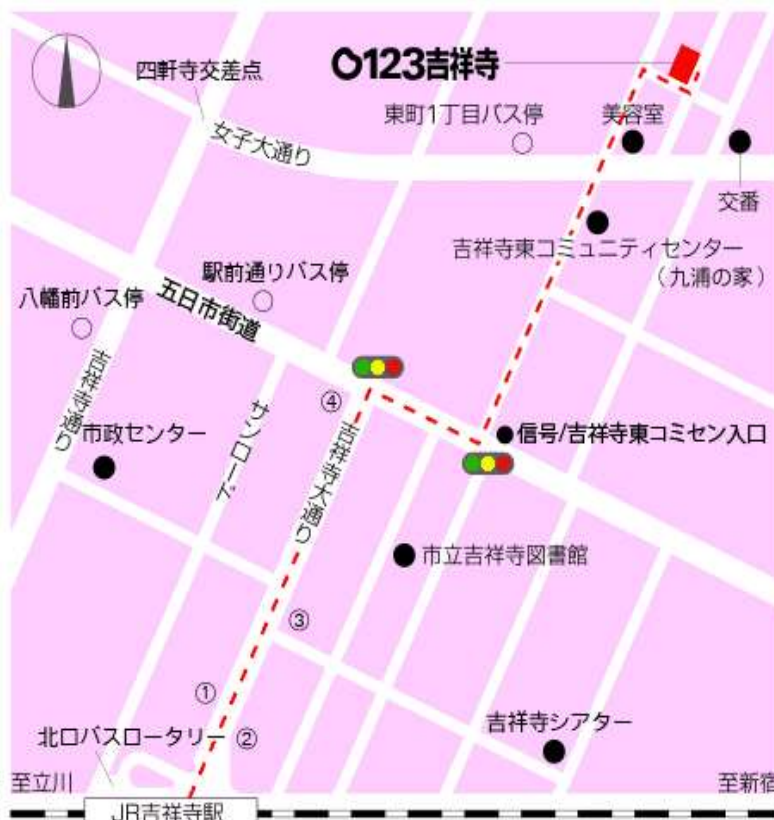 四軒寺交差点
123吉祥寺
東町1丁目バス停
美容室
女子大通り
交番
吉祥寺東コミュニティセンター
（九浦の家）
駅前通りバス停
八幡前バス停
五日市街道
吉祥寺通り
④
市政センター
サンロード
吉祥寺大通り
信号/吉祥寺東コミセン入口
市立吉祥寺図書館
③
①
北口バスロータリー
②
吉祥寺シアター
至立川
至新宿
JR吉祥寺駅